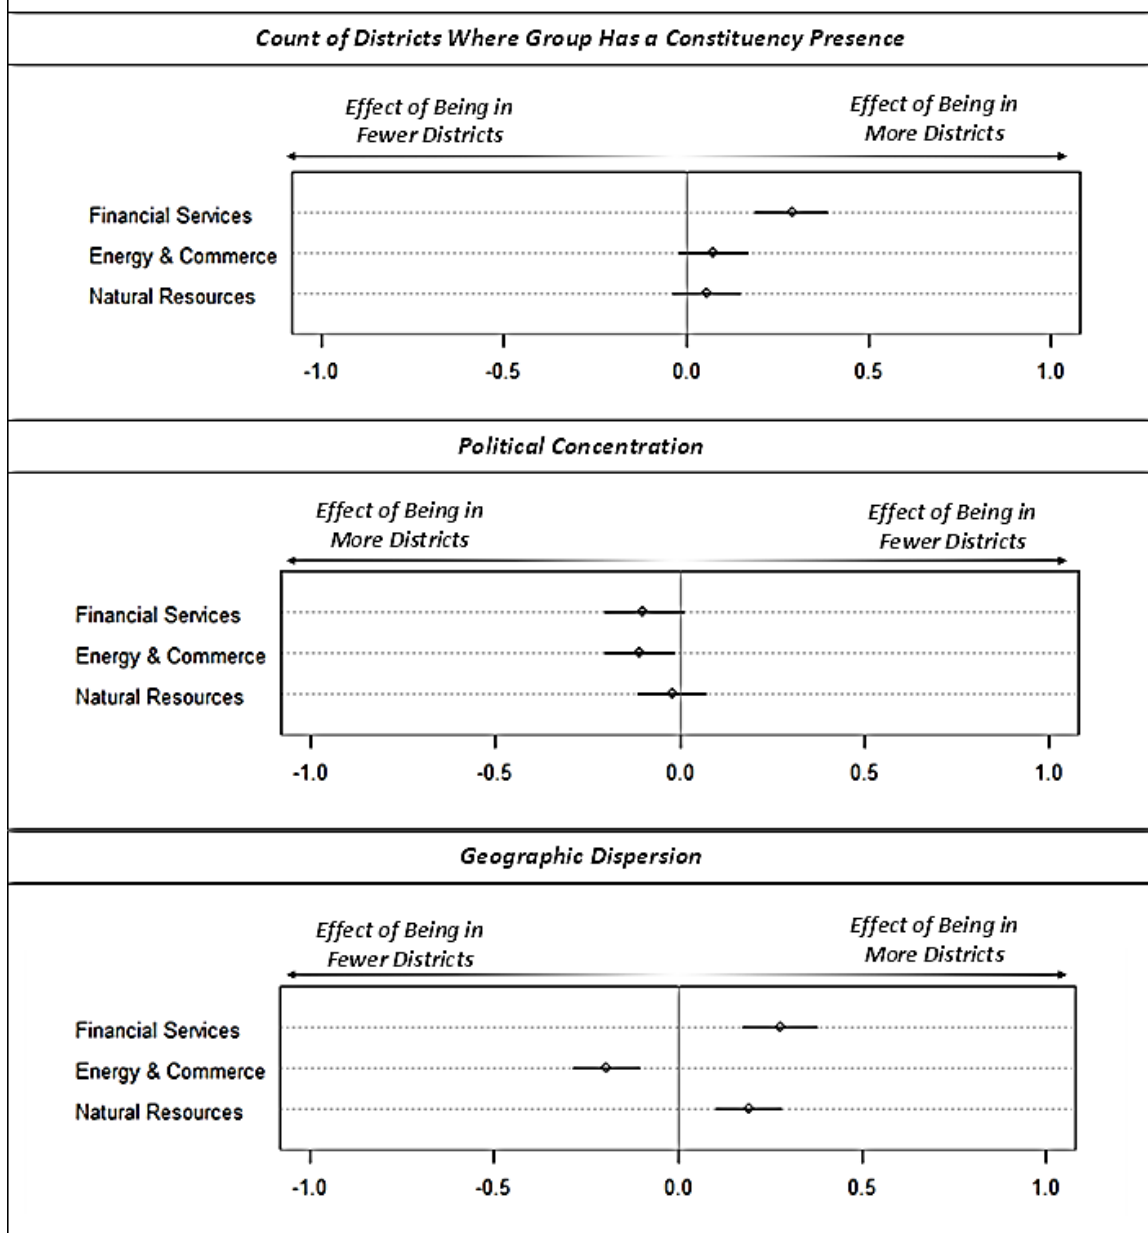 Count of Districts Where Group Has a Constituency Presence
Effect of Being in
Fewer Districts
Effect of Being in
More Districts
Financial Services
Energy & Commerce
Natural Resources
-1.0 -0.5 0.0 0.5 1.0
Political Concentration
Effect of Being in
More Districts
Effect of Being in
Fewer Districts
Financial Services
Energy & Commerce
Natural Resources
-1.0 -0.5 0.0 0.5 1.0
Geographic Dispersion
Effect of Being in
Fewer Districts
Effect of Being in
More Districts
Financial Services
Energy & Commerce
Natural Resources
-1.0 -0.5 0.0 0.5 1.0